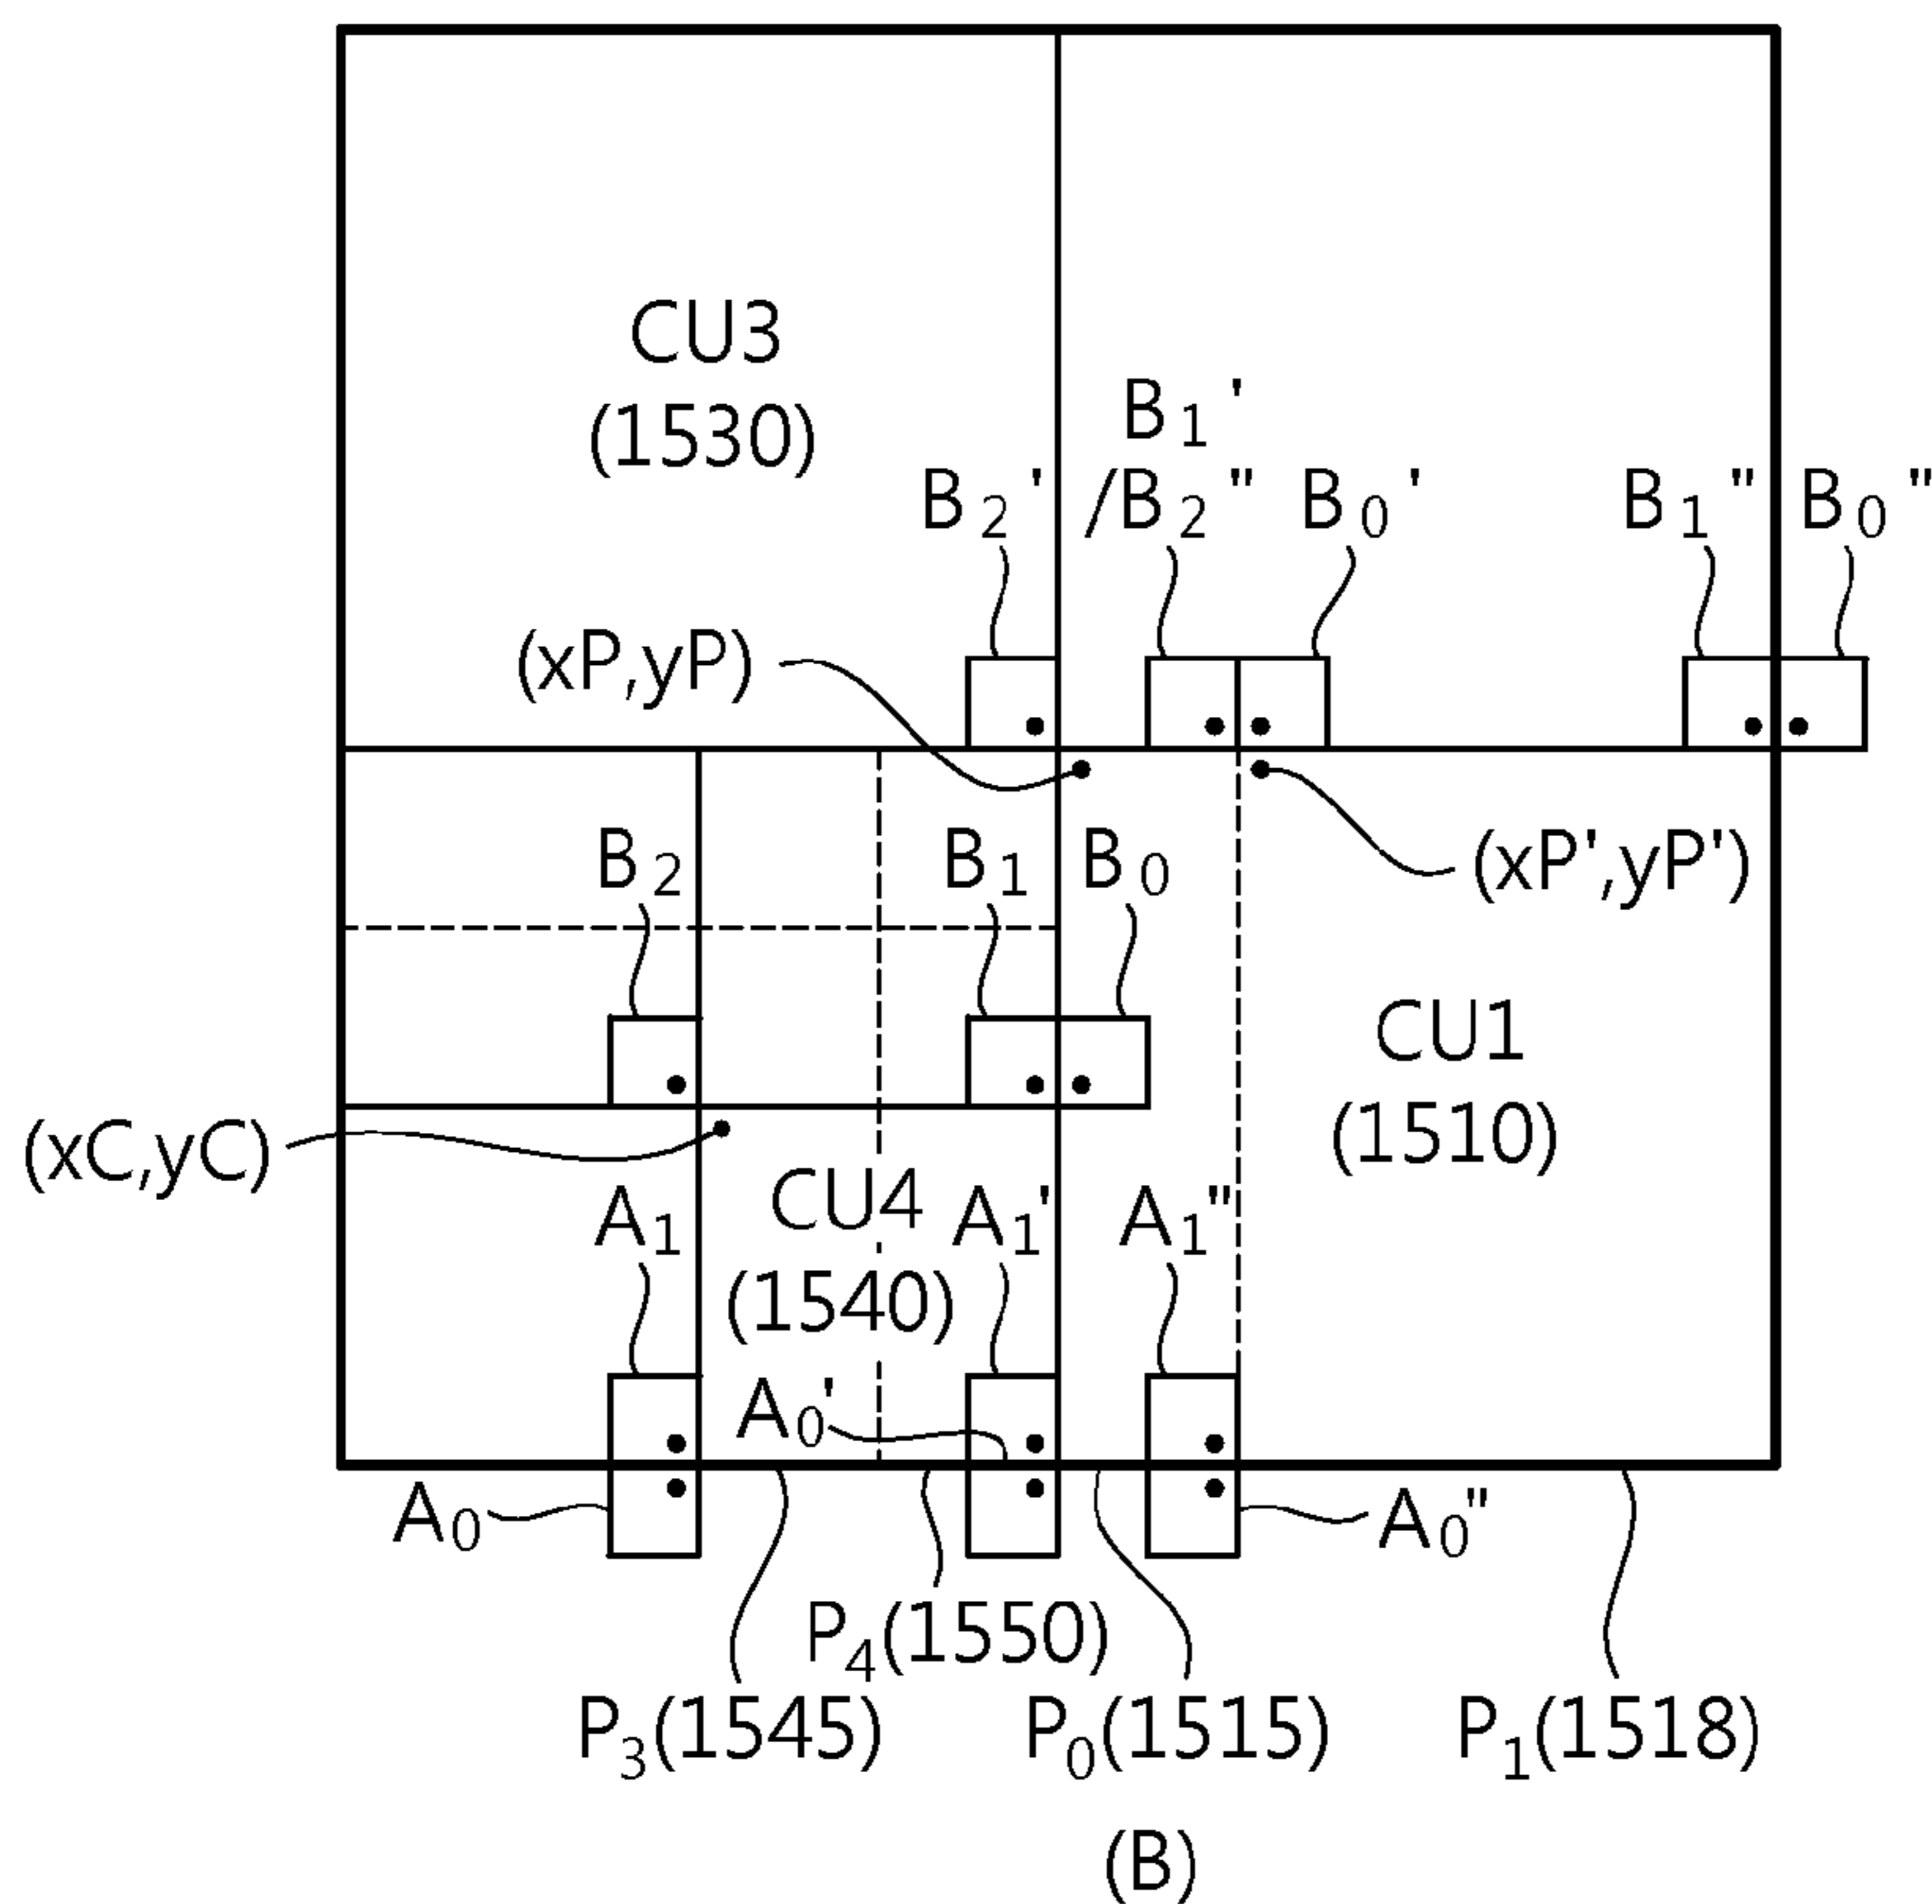 CU3
(1530)
B₁'
B₂' /B₂" B₀' B₁" B₀"
(xP,yP)
B₂ B₁ B₀ (xP',yP')
CU1
(1510)
(xC,yC)
A₁ CU4 A₁' A₁"
(1540)
A₀'
A₀ A₀"
P₄(1550)
P₃(1545) P₀(1515) P₁(1518)
(B)